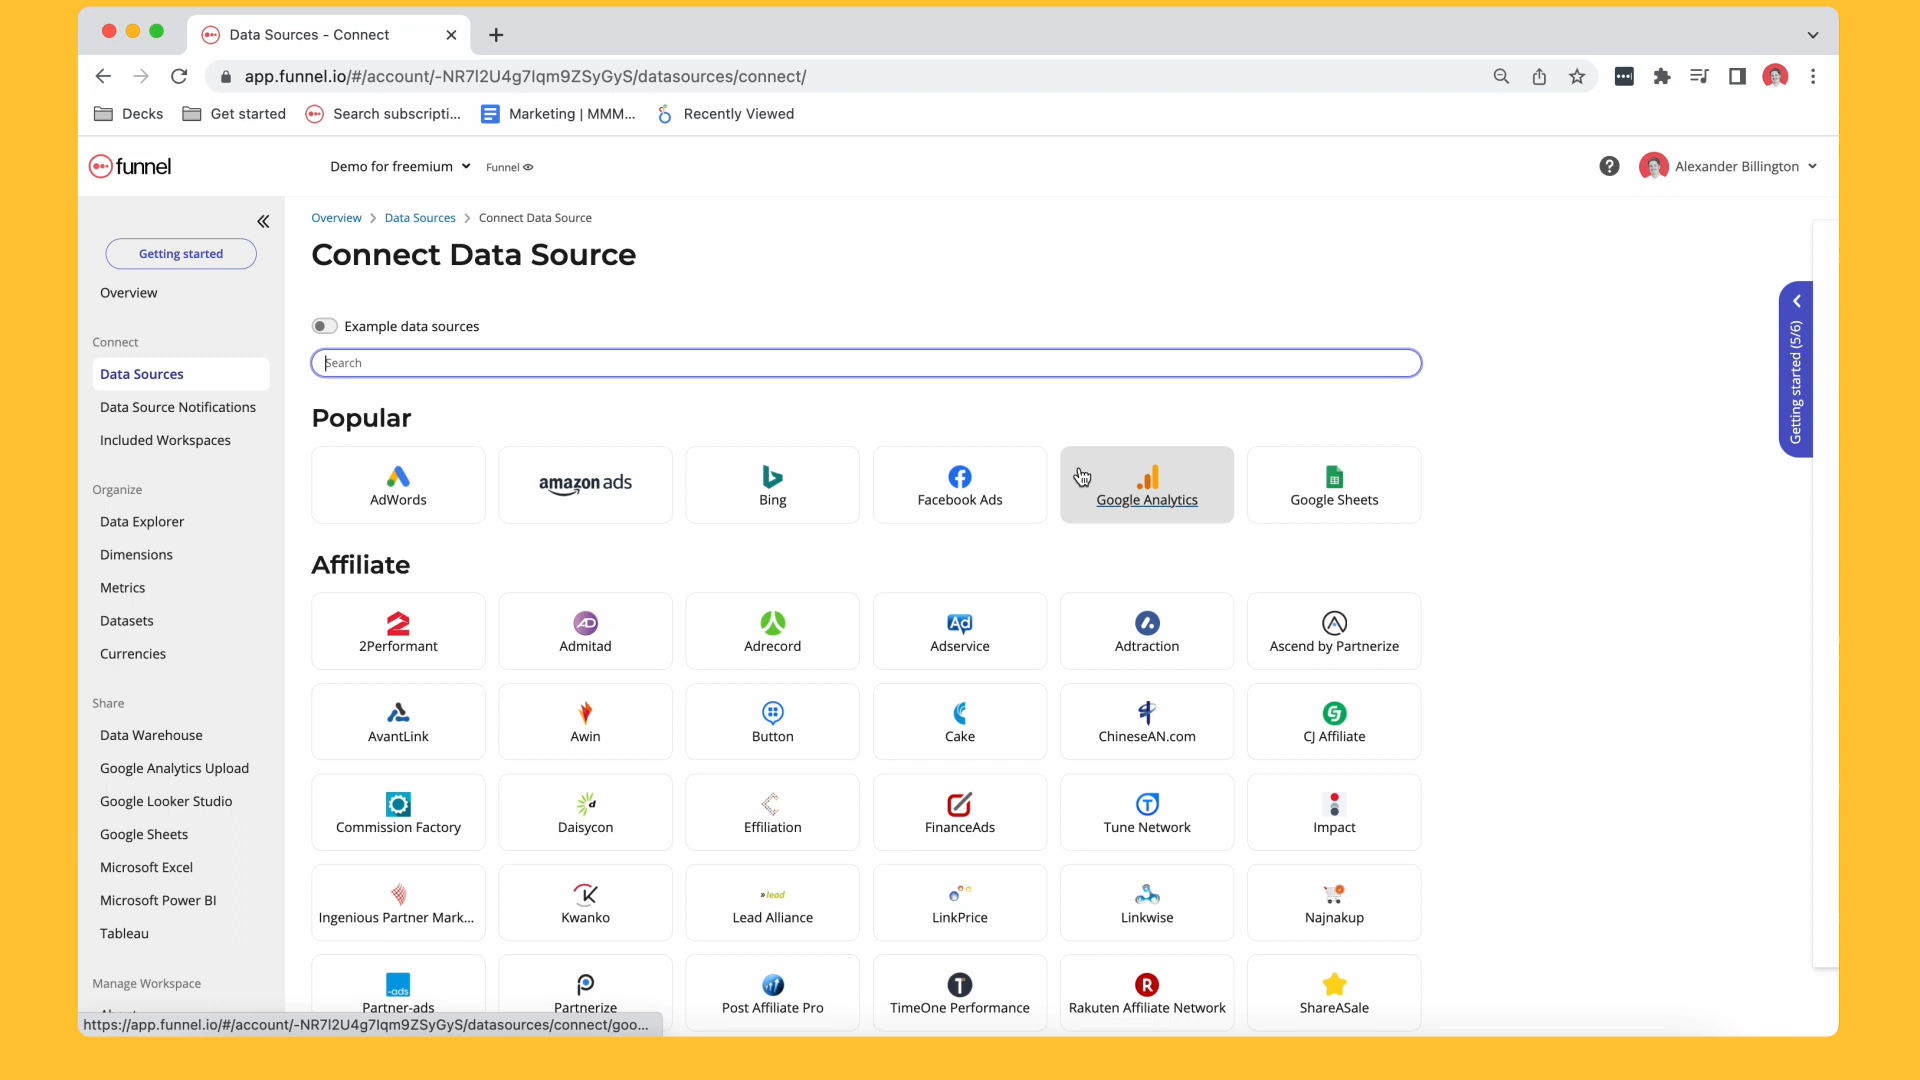 Data Sources - Connect
app.funnel.io/#/account/-NR7l2U4g7lqm9ZSyGyS/datasources/connect/
Decks
Get started
Search subscripti...
Marketing | MMM...
Recently Viewed
funnel
Demo for freemium
Funnel
Alexander Billington
Getting started
Overview
Connect
Data Sources
Data Source Notifications
Included Workspaces
Organize
Data Explorer
Dimensions
Metrics
Datasets
Currencies
Share
Data Warehouse
Google Analytics Upload
Google Looker Studio
Google Sheets
Microsoft Excel
Microsoft Power BI
Tableau
Manage Workspace
Overview > Data Sources > Connect Data Source
Connect Data Source
Example data sources
Search
Popular
AdWords
amazon ads
Bing
Facebook Ads
Google Analytics
Google Sheets
Affiliate
2Performant
Admitad
Adrecord
Adservice
Adtraction
Ascend by Partnerize
AvantLink
Awin
Button
Cake
ChineseAN.com
CJ Affiliate
Commission Factory
Daisycon
Effiliation
FinanceAds
Tune Network
Impact
Ingenious Partner Mark...
Kwanko
Lead Alliance
LinkPrice
Linkwise
Najnakup
Partner-ads
Partnerize
Post Affiliate Pro
TimeOne Performance
Rakuten Affiliate Network
ShareASale
Getting started (5/6)
https://app.funnel.io/#/account/-NR7l2U4g7lqm9ZSyGyS/datasources/connect/goo...